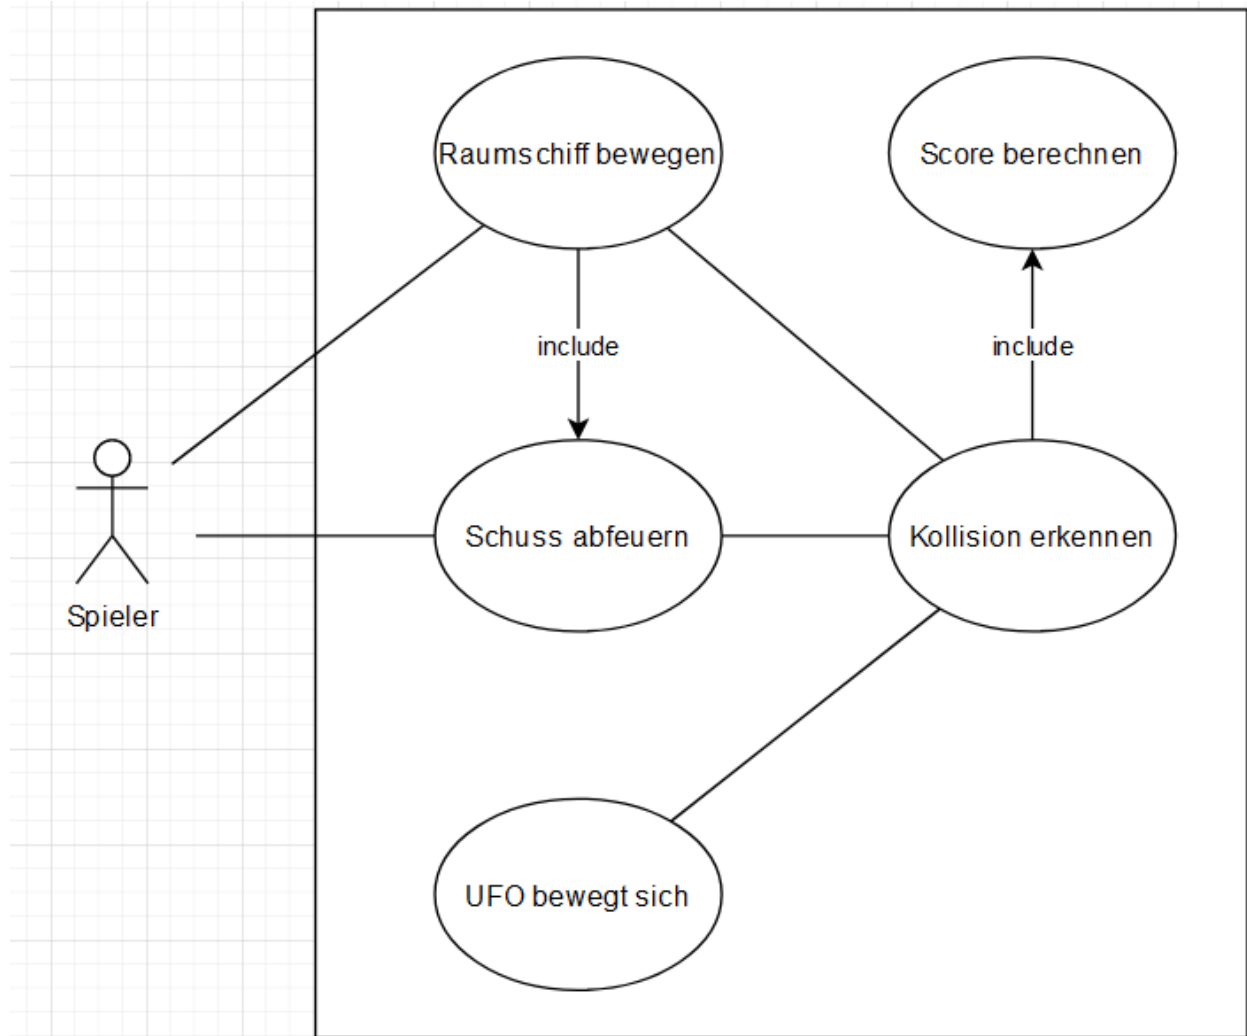 Raumschiff bewegen
Score berechnen
include
include
Schuss abfeuern
Kollision erkennen
Spieler
UFO bewegt sich